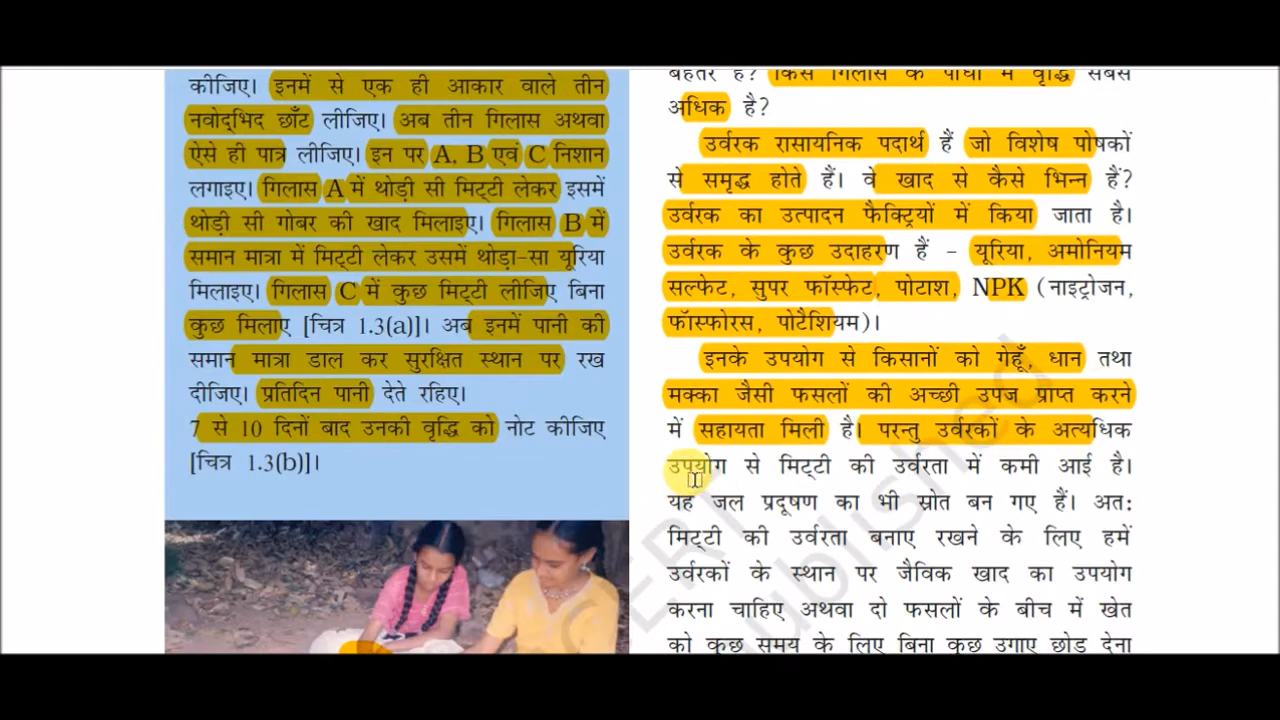 कीजिए। इनमें से एक ही आकार वाले तीन
नवोद्‌भिद छाँट लीजिए। अब तीन गिलास अथवा
ऐसे ही पात्र लीजिए। इन पर A, B एवं C निशान
लगाइए। गिलास A में थोड़ी सी मिट्‌टी लेकर इसमें
थोड़ी सी गोबर की खाद मिलाइए। गिलास B में
समान मात्रा में मिट्‌टी लेकर उसमें थोड़ा-सा यूरिया
मिलाइए। गिलास C में कुछ मिट्‌टी लीजिए बिना
कुछ मिलाए [चित्र 1.3(a)]। अब इनमें पानी की
समान मात्रा डाल कर सुरक्षित स्थान पर रख
दीजिए। प्रतिदिन पानी देते रहिए।
7 से 10 दिनों बाद उनकी वृद्धि को नोट कीजिए
[चित्र 1.3(b)]।
बेहतर है? किस गिलास के पौधों में वृद्धि सबसे
अधिक है?
उर्वरक रासायनिक पदार्थ हैं जो विशेष पोषकों
से समृद्ध होते हैं। वे खाद से कैसे भिन्न हैं?
उर्वरक का उत्पादन फैक्ट्रियों में किया जाता है।
उर्वरक के कुछ उदाहरण हैं - यूरिया, अमोनियम
सल्फेट, सुपर फॉस्फेट, पोटाश, NPK (नाइट्रोजन,
फॉस्फोरस, पोटैशियम)।
इनके उपयोग से किसानों को गेहूँ, धान तथा
मक्का जैसी फसलों की अच्छी उपज प्राप्त करने
में सहायता मिली है। परन्तु उर्वरकों के अत्यधिक
उपयोग से मिट्‌टी की उर्वरता में कमी आई है।
यह जल प्रदूषण का भी स्रोत बन गए हैं। अतः
मिट्‌टी की उर्वरता बनाए रखने के लिए हमें
उर्वरकों के स्थान पर जैविक खाद का उपयोग
करना चाहिए अथवा दो फसलों के बीच में खेत
को कुछ समय के लिए बिना कुछ उगाए छोड़ देना